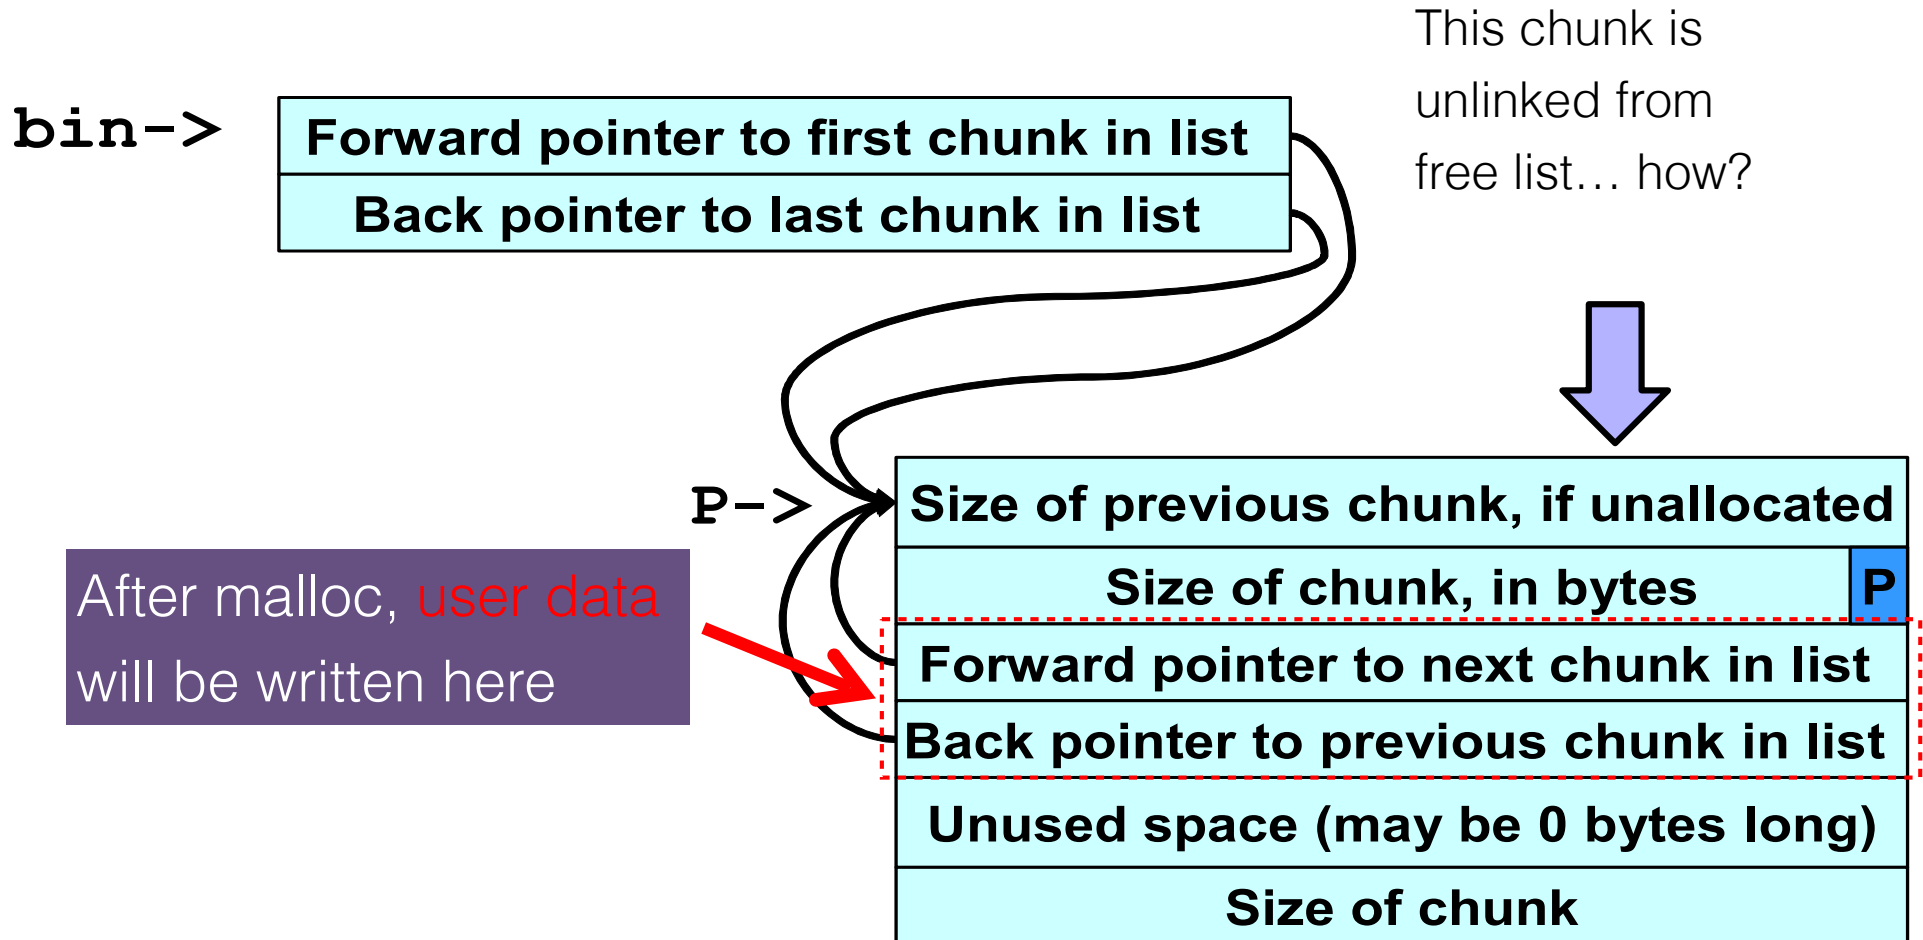 This chunk is
unlinked from
free list… how?
bin->
Forward pointer to first chunk in list
Back pointer to last chunk in list
P->
Size of previous chunk, if unallocated
Size of chunk, in bytes
P
After malloc, user data
will be written here
Forward pointer to next chunk in list
Back pointer to previous chunk in list
Unused space (may be 0 bytes long)
Size of chunk